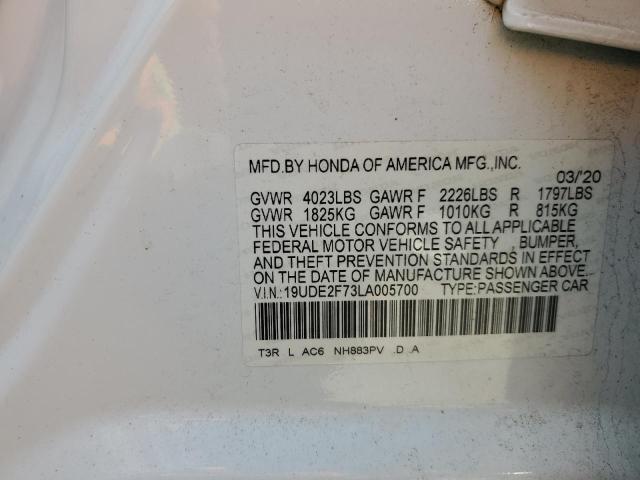 MFD.BY HONDA OF AMERICA MFG.,INC.
03/'20
GVWR 4023LBS GAWR F 2226LBS R 1797LBS
GVWR 1825KG GAWR F 1010KG R 815KG
THIS VEHICLE CONFORMS TO ALL APPLICABLE
FEDERAL MOTOR VEHICLE SAFETY , BUMPER,
AND THEFT PREVENTION STANDARDS IN EFFECT
ON THE DATE OF MANUFACTURE SHOWN ABOVE.
V.I.N.: 19UDE2F73LA005700 TYPE:PASSENGER CAR
T3R L AC6 NH883PV .D .A